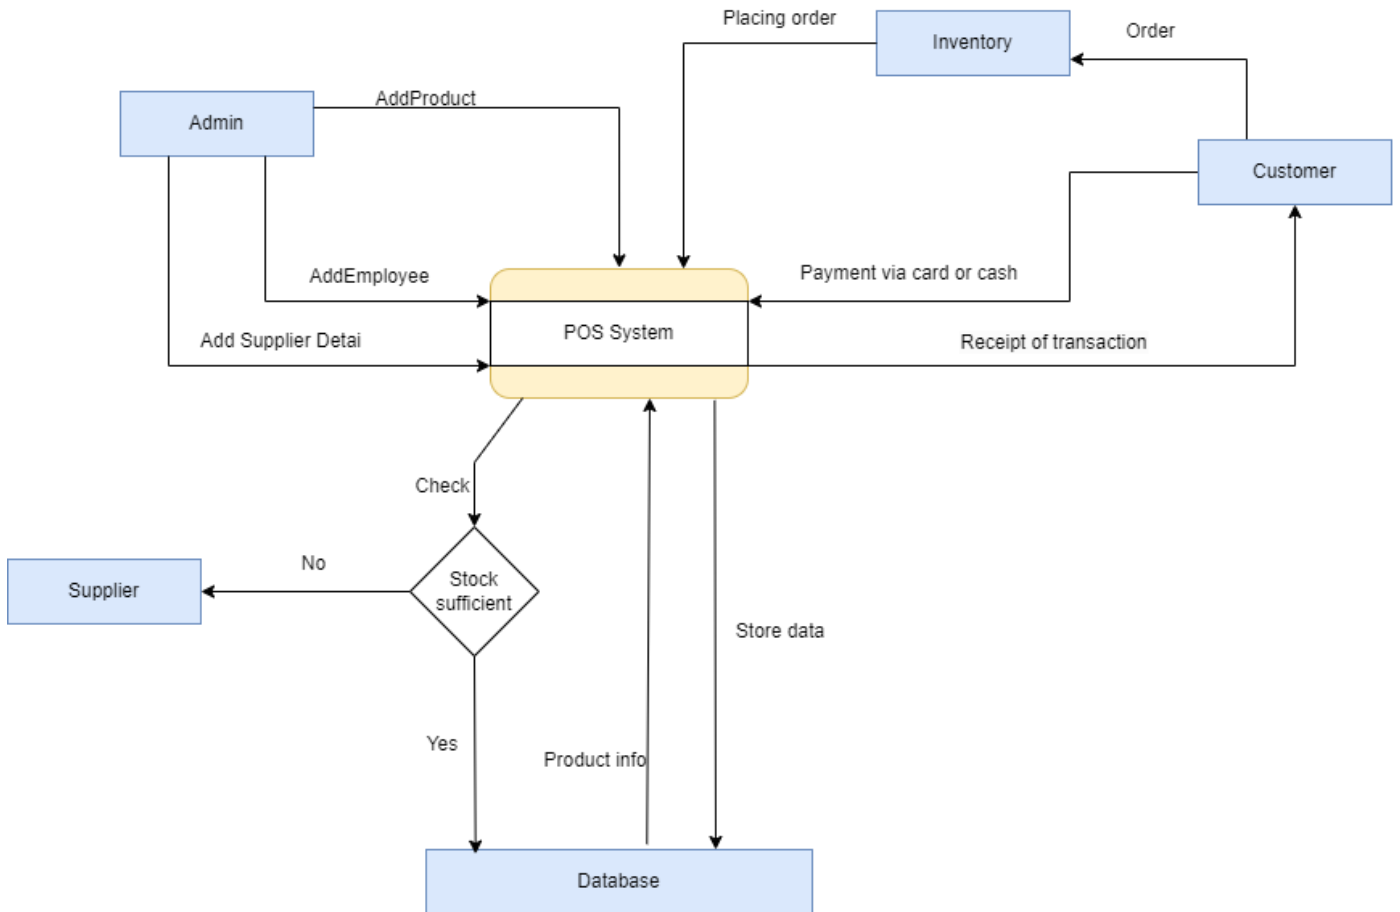 Placing order
Inventory
Order
AddProduct
Admin
Customer
AddEmployee
Payment via card or cash
POS System
Add Supplier Detai
Receipt of transaction
Check
No
Stock
sufficient
Supplier
Store data
Yes
Product info
Database